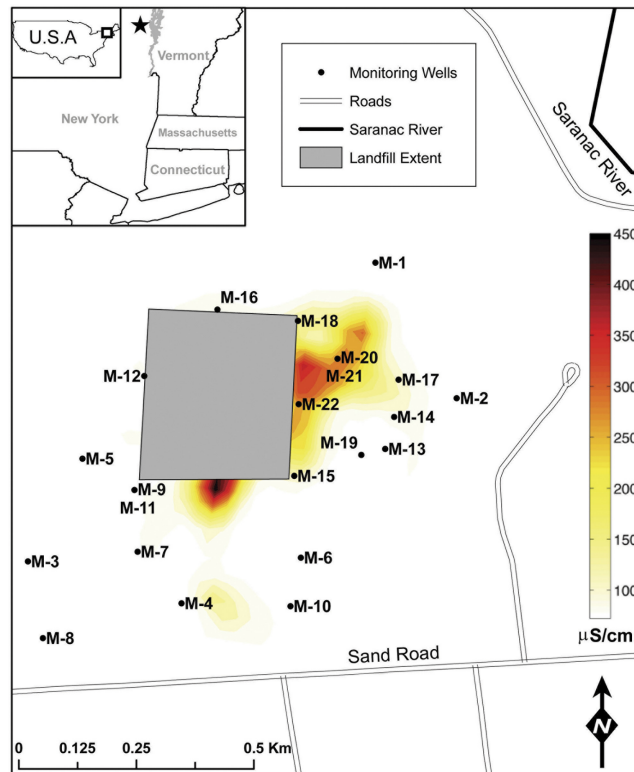 U.S.A
Vermont
New York
Massachusetts
Connecticut
Monitoring Wells
Roads
Saranac River
Landfill Extent
Saranac River
M-1
M-16
M-18
M-20
M-21
M-12
M-17
M-2
M-22
M-14
M-19
M-13
M-5
M-15
M-9
M-11
M-7
M-6
M-3
M-4
M-10
M-8
450
400
350
300
250
200
150
100
µS/cm
Sand Road
N
0 0.125 0.25 0.5 Km